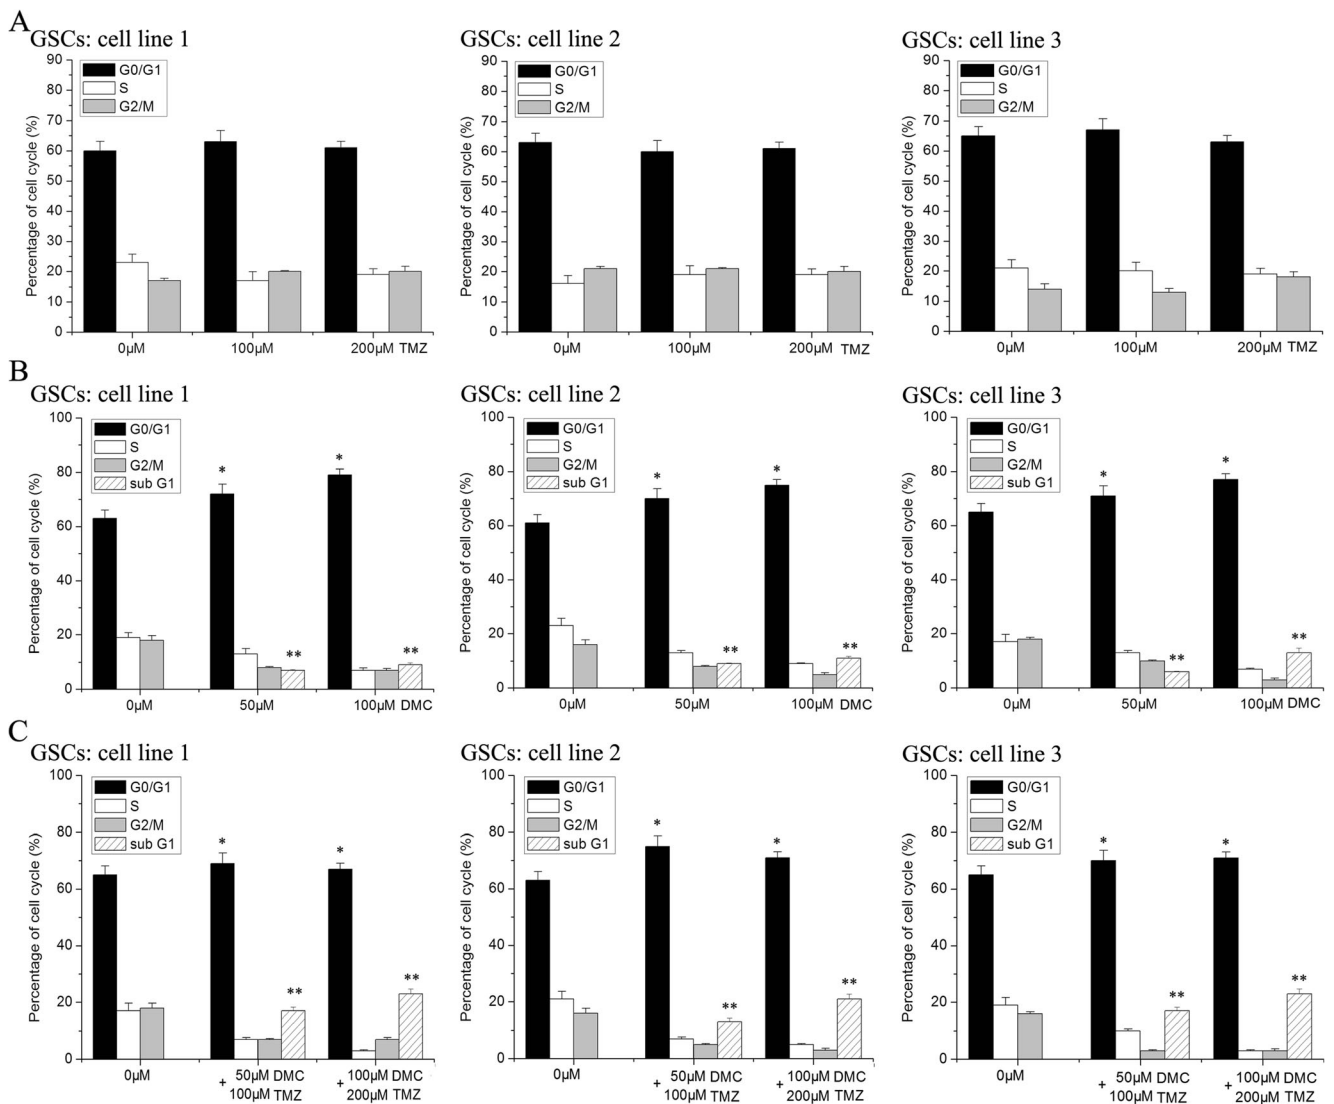 A
GSCs: cell line 1
GSCs: cell line 2
GSCs: cell line 3
Percentage of cell cycle (%)
90
80
70
60
50
40
30
20
10
0
G0/G1
S
G2/M
0μM
100μM
200μM TMZ
Percentage of cell cycle (%)
90
80
70
60
50
40
30
20
10
0
G0/G1
S
G2/M
0μM
100μM
200μM TMZ
Percentage of cell cycle (%)
90
80
70
60
50
40
30
20
10
0
G0/G1
S
G2/M
0μM
100μM
200μM TMZ
B
GSCs: cell line 1
GSCs: cell line 2
GSCs: cell line 3
Percentage of cell cycle (%)
100
80
60
40
20
0
G0/G1
S
G2/M
sub G1
*
*
**
**
0μM
50μM
100μM DMC
Percentage of cell cycle (%)
100
80
60
40
20
0
G0/G1
S
G2/M
sub G1
*
*
**
**
0μM
50μM
100μM DMC
Percentage of cell cycle (%)
100
80
60
40
20
0
G0/G1
S
G2/M
sub G1
*
*
**
**
0μM
50μM
100μM DMC
C
GSCs: cell line 1
GSCs: cell line 2
GSCs: cell line 3
Percentage of cell cycle (%)
100
80
60
40
20
0
G0/G1
S
G2/M
sub G1
*
*
**
**
0μM
50μM DMC
+
100μM TMZ
100μM DMC
+
200μM TMZ
Percentage of cell cycle (%)
100
80
60
40
20
0
G0/G1
S
G2/M
sub G1
*
*
**
**
0μM
50μM DMC
+
100μM TMZ
100μM DMC
+
200μM TMZ
Percentage of cell cycle (%)
100
80
60
40
20
0
G0/G1
S
G2/M
sub G1
*
*
**
**
0μM
50μM DMC
+
100μM TMZ
100μM DMC
+
200μM TMZ